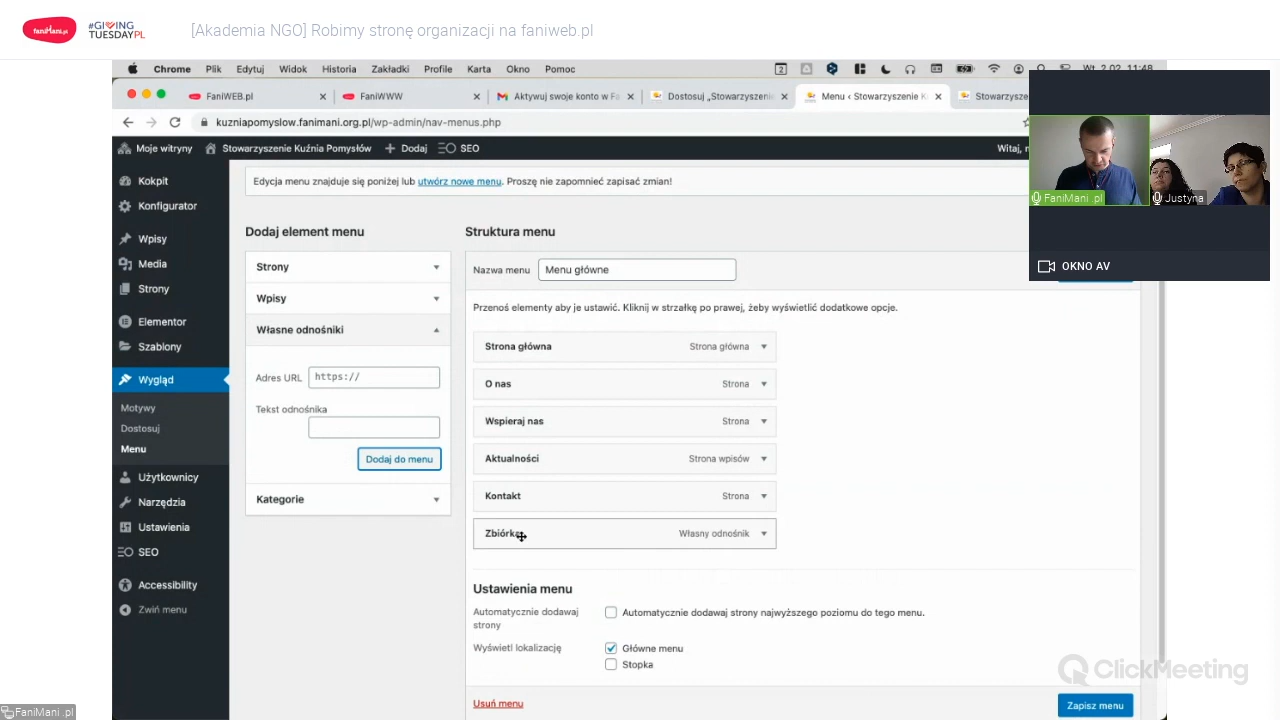 faniMani.pl
#GIVING
TUESDAYPL
[Akademia NGO] Robimy stronę organizacji na faniweb.pl
Chrome Plik Edytuj Widok Historia Zakładki Profile Karta Okno Pomoc
Wt. 2.02. 11:48
FaniWEB.pl
FaniWWW
Aktywuj swoje konto w Fa
Dostosuj „Stowarzyszeni
Menu ‹ Stowarzyszenie K
Stowarzysze
kuzniapomyslow.fanimani.org.pl/wp-admin/nav-menus.php
Moje witryny
Stowarzyszenie Kuźnia Pomysłów
Dodaj
SEO
Witaj,
Kokpit
Konfigurator
Wpisy
Media
Strony
Elementor
Szablony
Wygląd
Motywy
Dostosuj
Menu
Użytkownicy
Narzędzia
Ustawienia
SEO
Accessibility
Zwiń menu
Edycja menu znajduje się poniżej lub utwórz nowe menu. Proszę nie zapomnieć zapisać zmian!
Dodaj element menu
Strony
Wpisy
Własne odnośniki
Adres URL https://
Tekst odnośnika
Dodaj do menu
Kategorie
Struktura menu
Nazwa menu Menu główne
Przenoś elementy aby je ustawić. Kliknij w strzałkę po prawej, żeby wyświetlić dodatkowe opcje.
Strona główna Strona główna
O nas Strona
Wspieraj nas Strona
Aktualności Strona wpisów
Kontakt Strona
Zbiórka Własny odnośnik
Ustawienia menu
Automatycznie dodawaj
strony
Automatycznie dodawaj strony najwyższego poziomu do tego menu.
Wyświetl lokalizację
Główne menu
Stopka
Usuń menu
Zapisz menu
FaniMani .pl
Justyna
OKNO AV
ClickMeeting
FaniMani .pl